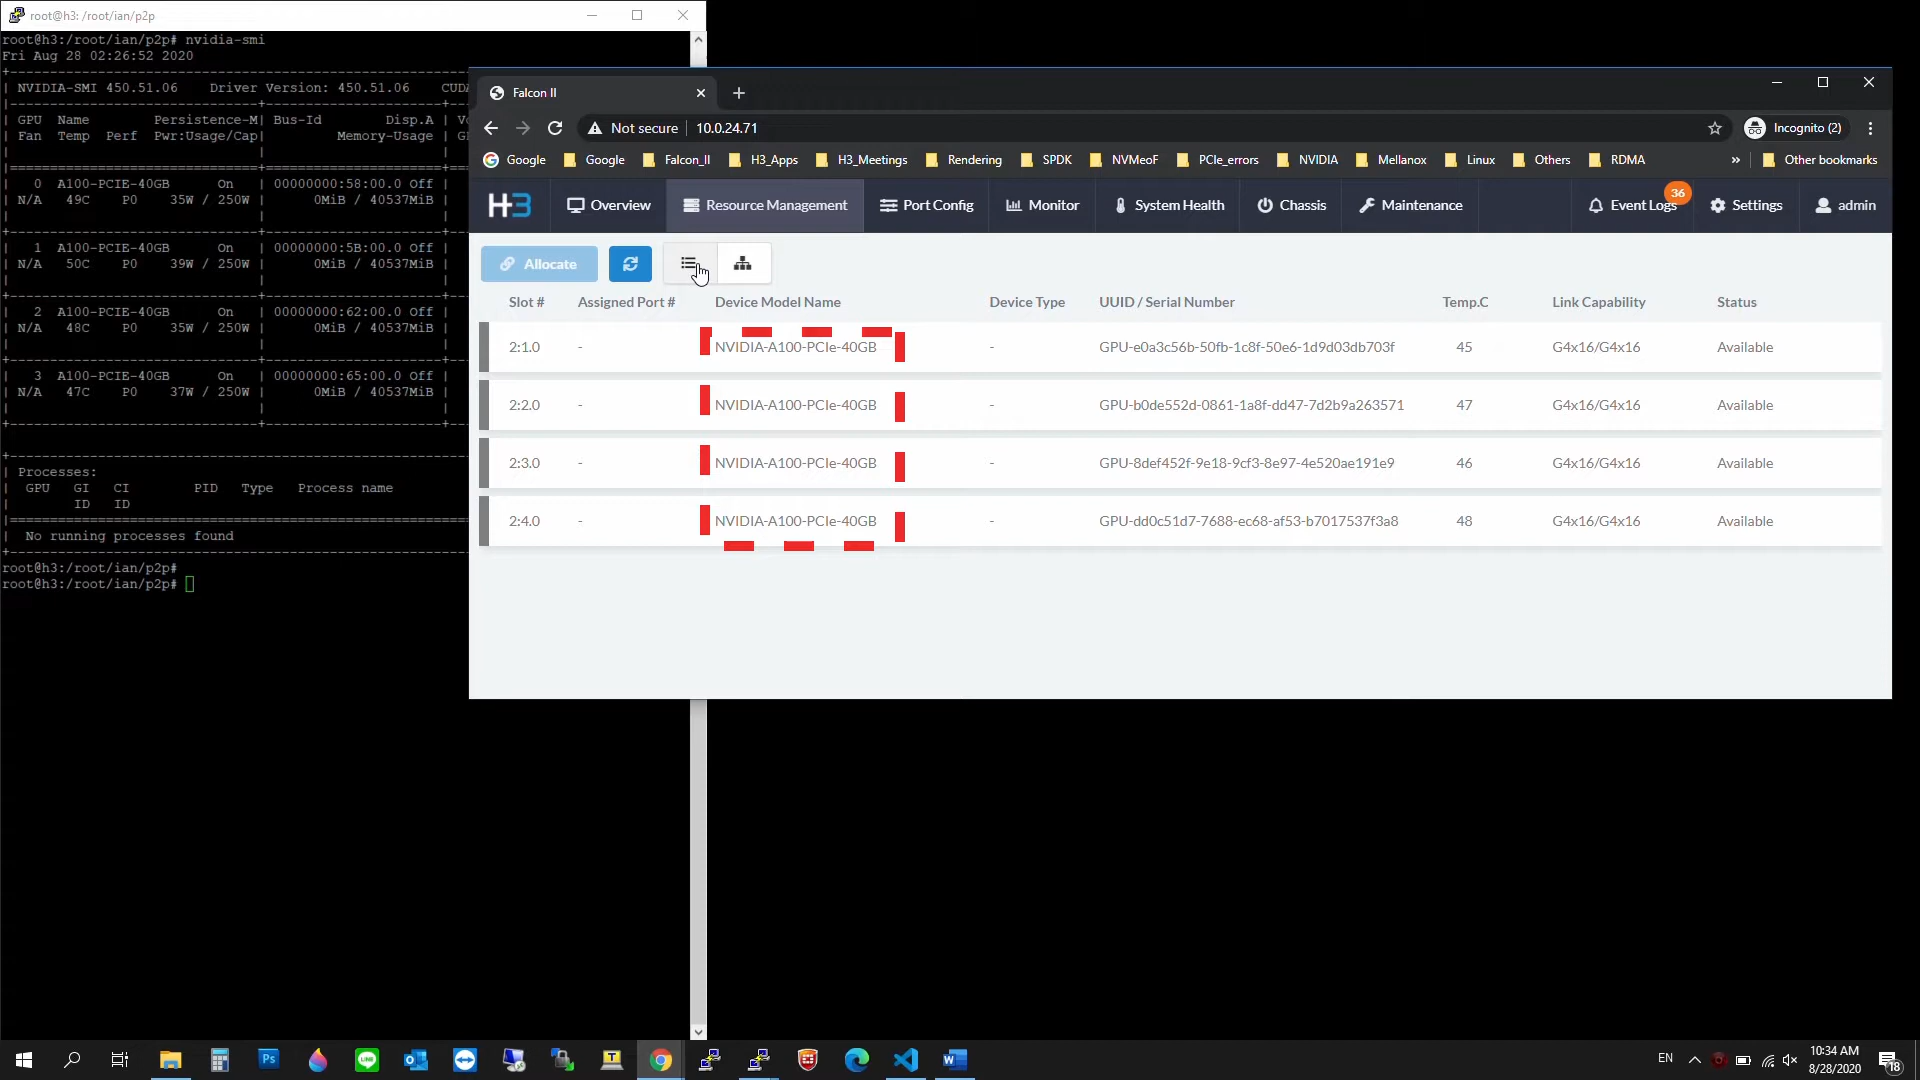 root@h3: /root/ian/p2p
root@h3:/root/ian/p2p# nvidia-smi
Fri Aug 28 02:26:52 2020
| NVIDIA-SMI 450.51.06 Driver Version: 450.51.06 CUDA
| GPU Name Persistence-M| Bus-Id Disp.A |
| Fan Temp Perf Pwr:Usage/Cap| Memory-Usage |
| 0 A100-PCIE-40GB On | 00000000:58:00.0 Off |
| N/A 49C P0 35W / 250W | 0MiB / 40537MiB |
| 1 A100-PCIE-40GB On | 00000000:5B:00.0 Off |
| N/A 50C P0 39W / 250W | 0MiB / 40537MiB |
| 2 A100-PCIE-40GB On | 00000000:62:00.0 Off |
| N/A 48C P0 35W / 250W | 0MiB / 40537MiB |
| 3 A100-PCIE-40GB On | 00000000:65:00.0 Off |
| N/A 47C P0 37W / 250W | 0MiB / 40537MiB |
| Processes:
| GPU GI CI PID Type Process name
| ID ID
| No running processes found
root@h3:/root/ian/p2p#
root@h3:/root/ian/p2p#
Falcon II
Not secure 10.0.24.71 Incognito (2)
Google Google Falcon_II H3_Apps H3_Meetings Rendering SPDK NVMeoF PCIe_errors NVIDIA Mellanox Linux Others RDMA » Other bookmarks
H3 Overview Resource Management Port Config Monitor System Health Chassis Maintenance Event Logs 36 Settings admin
Allocate
Slot # Assigned Port # Device Model Name Device Type UUID / Serial Number Temp.C Link Capability Status
2:1.0 - NVIDIA-A100-PCIe-40GB - GPU-e0a3c56b-50fb-1c8f-50e6-1d9d03db703f 45 G4x16/G4x16 Available
2:2.0 - NVIDIA-A100-PCIe-40GB - GPU-b0de552d-0861-1a8f-dd47-7d2b9a263571 47 G4x16/G4x16 Available
2:3.0 - NVIDIA-A100-PCIe-40GB - GPU-8def452f-9e18-9cf3-8e97-4e520ae191e9 46 G4x16/G4x16 Available
2:4.0 - NVIDIA-A100-PCIe-40GB - GPU-dd0c51d7-7688-ec68-af53-b7017537f3a8 48 G4x16/G4x16 Available
Ps LINE T W EN
10:34 AM
8/28/2020
18